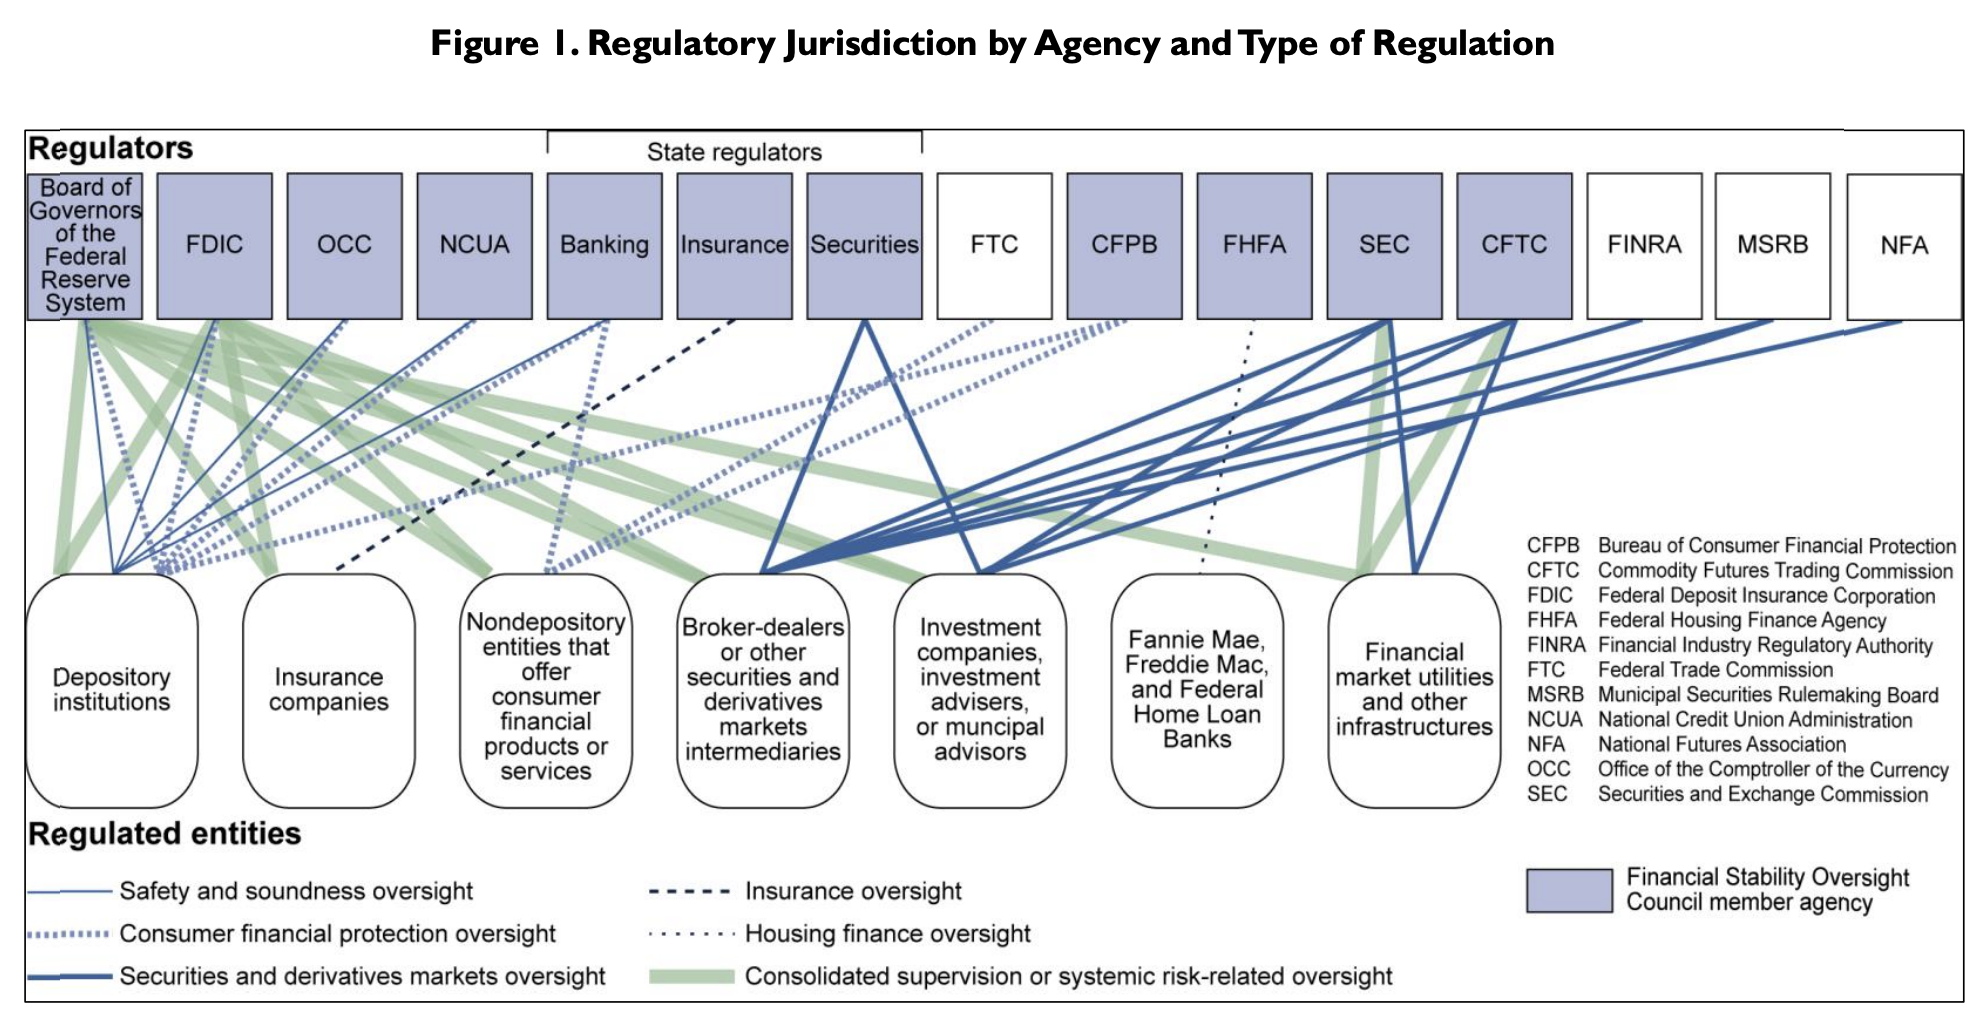 Figure 1. Regulatory Jurisdiction by Agency and Type of Regulation
Regulators
State regulators
Board of
Governors
of the
Federal
Reserve
System
FDIC
OCC
NCUA
Banking
Insurance
Securities
FTC
CFPB
FHFA
SEC
CFTC
FINRA
MSRB
NFA
Depository
institutions
Insurance
companies
Nondepository
entities that
offer
consumer
financial
products or
services
Broker-dealers
or other
securities and
derivatives
markets
intermediaries
Investment
companies,
investment
advisers,
or muncipal
advisors
Fannie Mae,
Freddie Mac,
and Federal
Home Loan
Banks
Financial
market utilities
and other
infrastructures
CFPB Bureau of Consumer Financial Protection
CFTC Commodity Futures Trading Commission
FDIC Federal Deposit Insurance Corporation
FHFA Federal Housing Finance Agency
FINRA Financial Industry Regulatory Authority
FTC Federal Trade Commission
MSRB Municipal Securities Rulemaking Board
NCUA National Credit Union Administration
NFA National Futures Association
OCC Office of the Comptroller of the Currency
SEC Securities and Exchange Commission
Regulated entities
Safety and soundness oversight
Consumer financial protection oversight
Securities and derivatives markets oversight
Insurance oversight
Housing finance oversight
Consolidated supervision or systemic risk-related oversight
Financial Stability Oversight
Council member agency